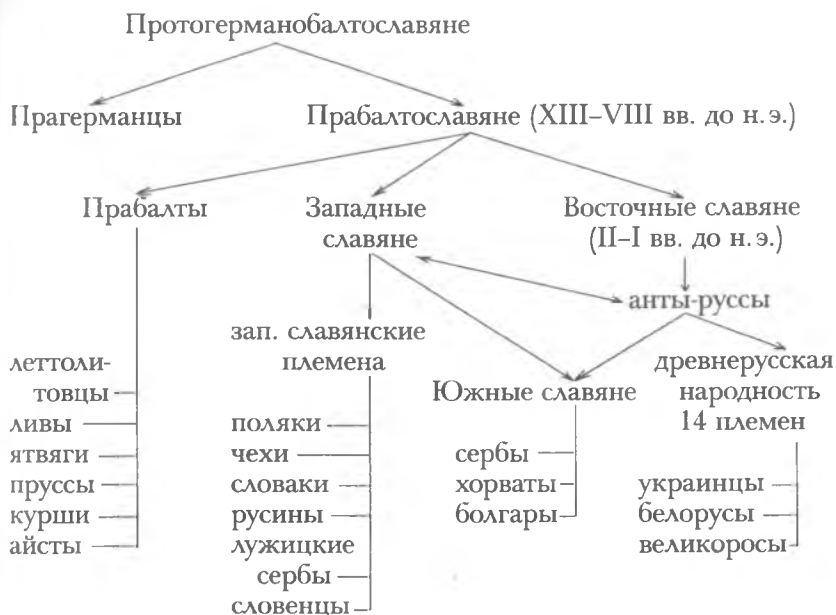 Протогерманобалтославяне
Прагерманцы
Прабалтославяне (XIII–VIII вв. до н.э.)
Прабалты
Западные
славяне
Восточные славяне
(II–I вв. до н.э.)
анты-руссы
зап. славянские
племена
леттоли-
товцы
ливы
ятвяги
пруссы
курши
айсты
поляки
чехи
словаки
русины
лужицкие
сербы
словенцы
Южные славяне
сербы
хорваты
болгары
древнерусская
народность
14 племен
украинцы
белорусы
великоросы